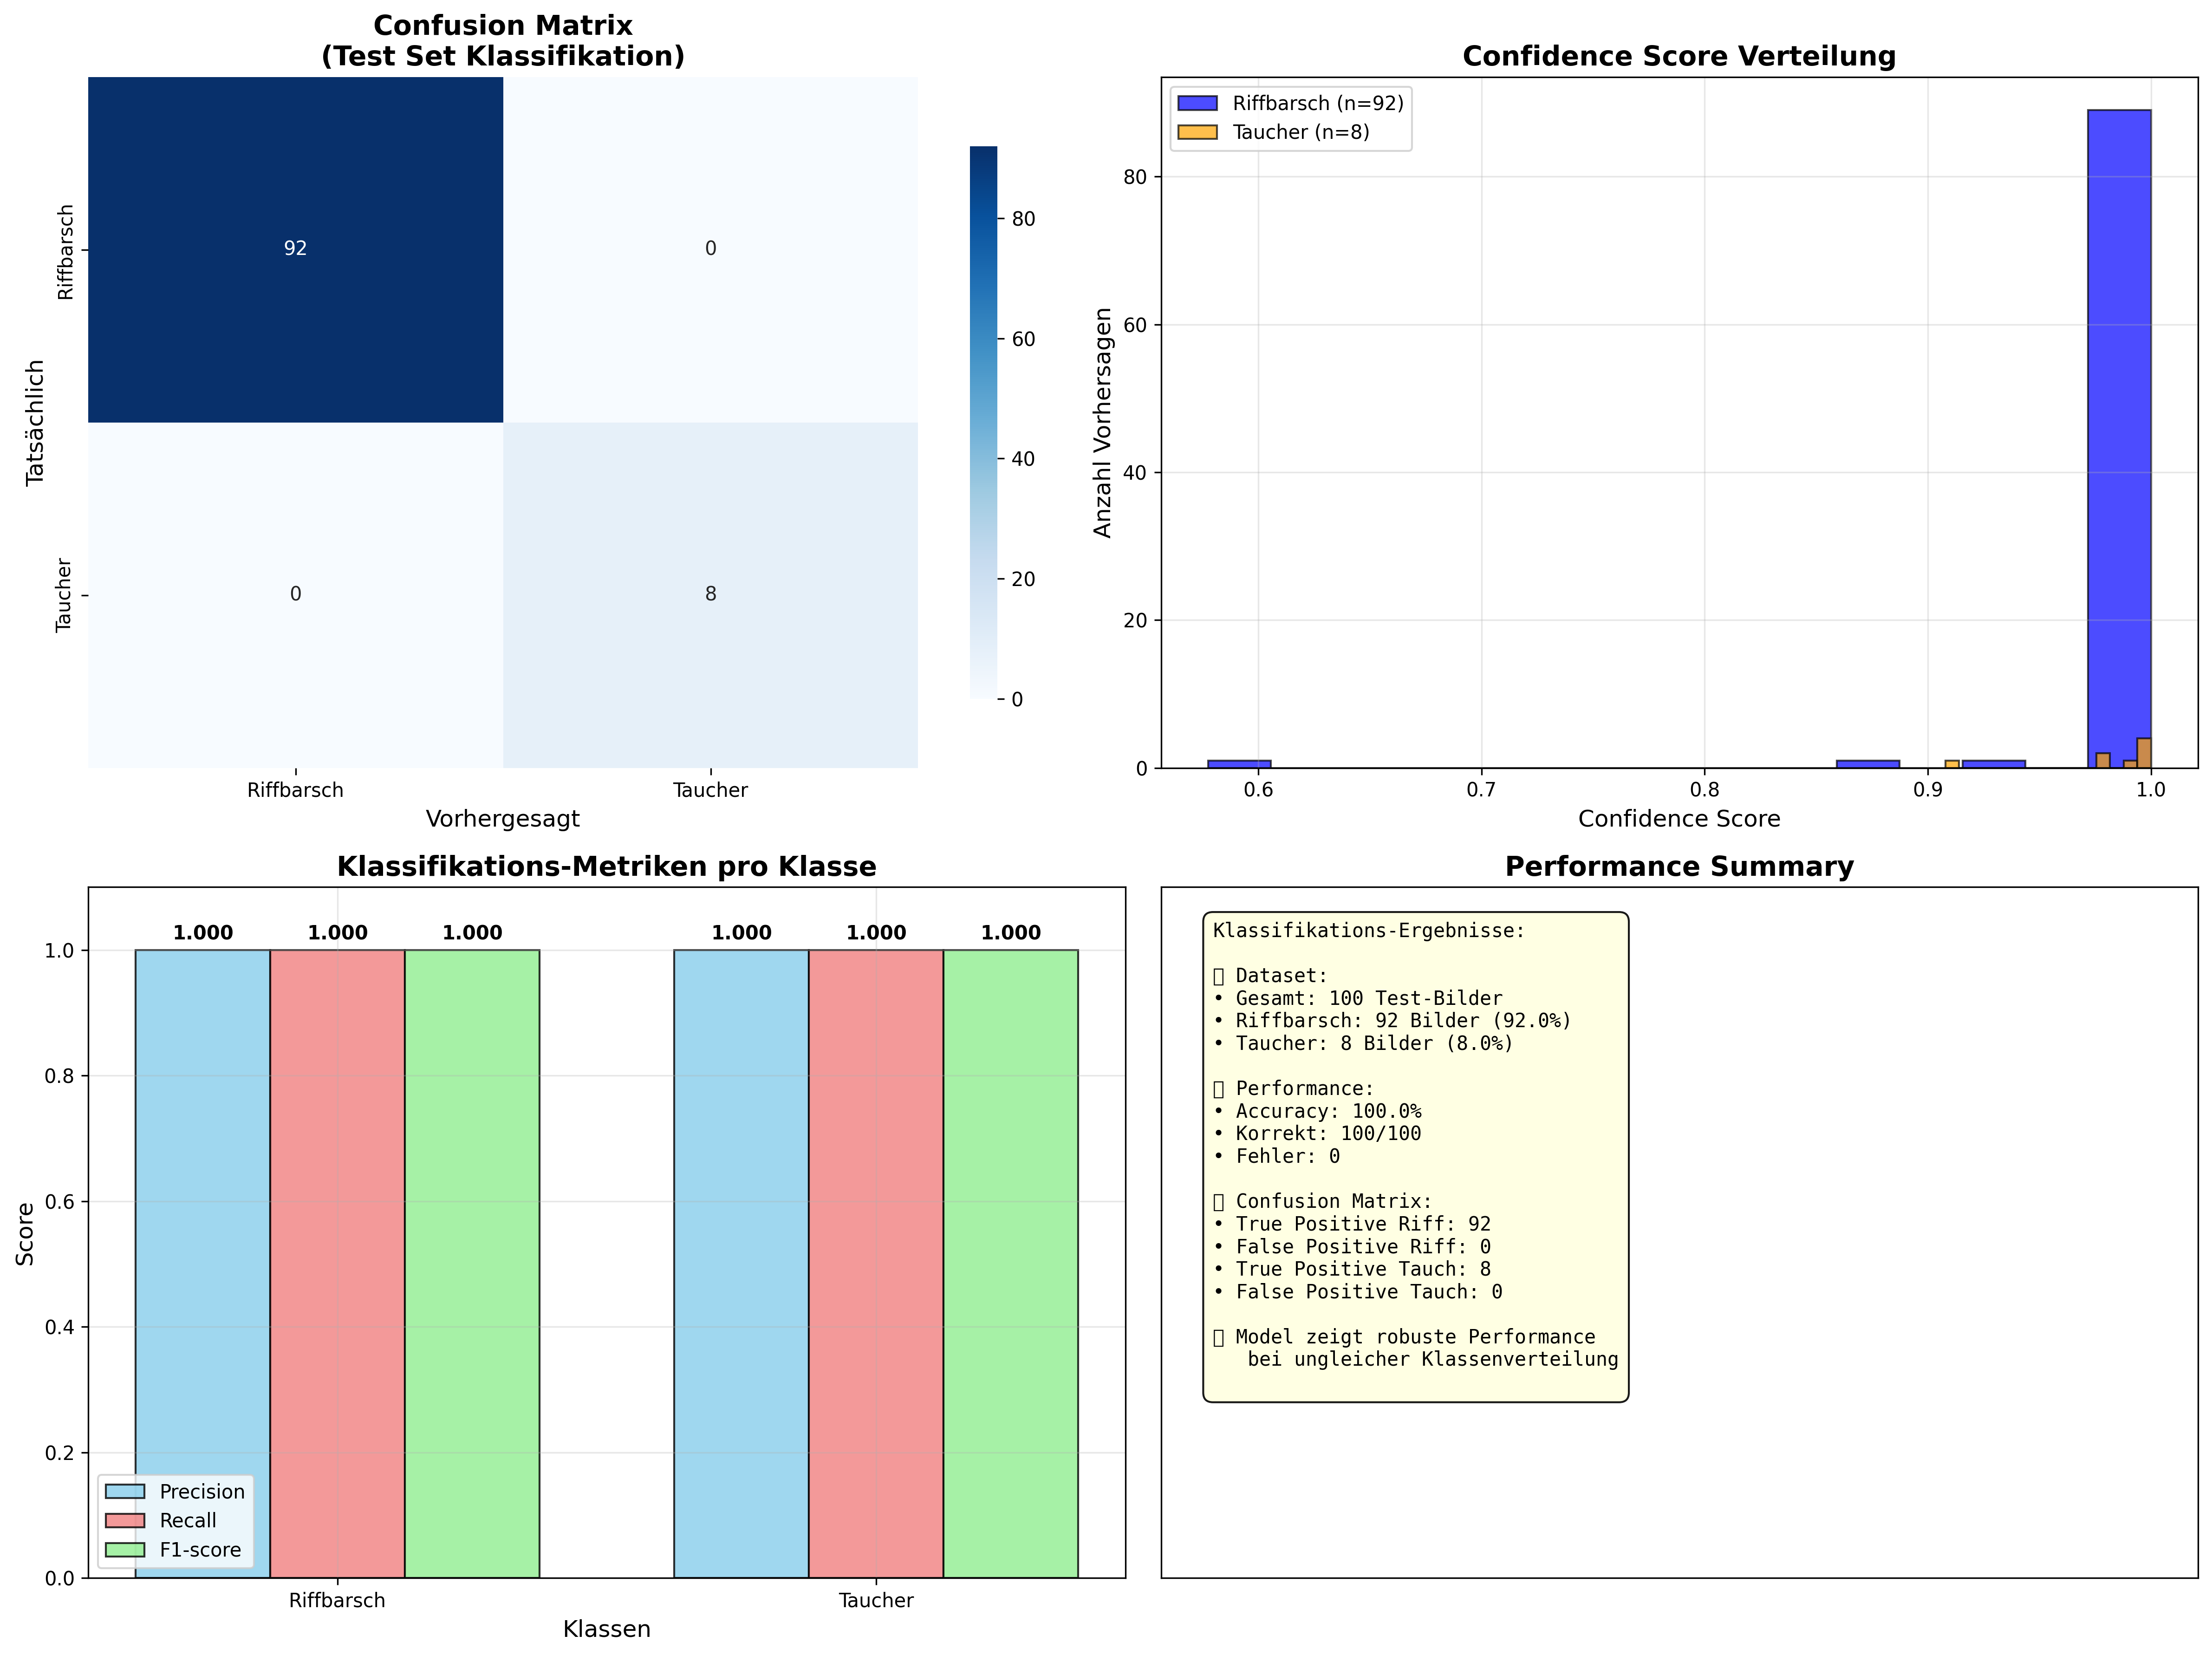 Confusion Matrix
(Test Set Klassifikation)
Tatsächlich
Riffbarsch
Taucher
92
0
0
8
Riffbarsch
Taucher
Vorhergesagt
80
60
40
20
0
Confidence Score Verteilung
Riffbarsch (n=92)
Taucher (n=8)
Anzahl Vorhersagen
80
60
40
20
0
0.6
0.7
0.8
0.9
1.0
Confidence Score
Klassifikations-Metriken pro Klasse
Score
1.0
0.8
0.6
0.4
0.2
0.0
1.000
1.000
1.000
1.000
1.000
1.000
Precision
Recall
F1-score
Riffbarsch
Taucher
Klassen
Performance Summary
Klassifikations-Ergebnisse:
Dataset:
• Gesamt: 100 Test-Bilder
• Riffbarsch: 92 Bilder (92.0%)
• Taucher: 8 Bilder (8.0%)
Performance:
• Accuracy: 100.0%
• Korrekt: 100/100
• Fehler: 0
Confusion Matrix:
• True Positive Riff: 92
• False Positive Riff: 0
• True Positive Tauch: 8
• False Positive Tauch: 0
Model zeigt robuste Performance
bei ungleicher Klassenverteilung